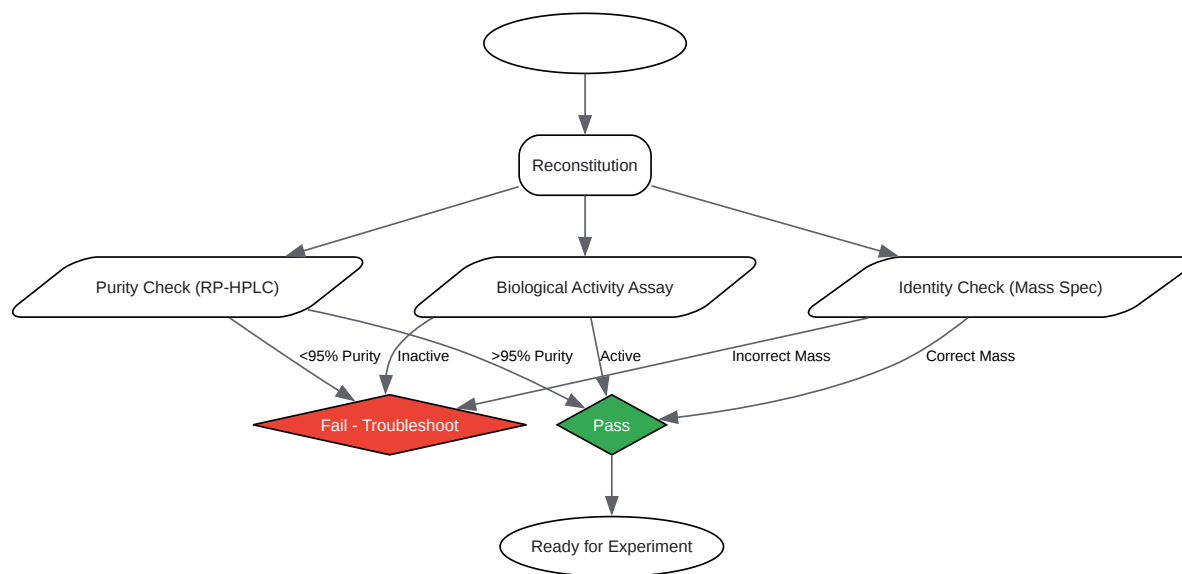 Reconstitution
Purity Check (RP-HPLC)
Biological Activity Assay
Identity Check (Mass Spec)
<95% Purity
Inactive
>95% Purity
Active
Incorrect Mass
Correct Mass
Fail - Troubleshoot
Pass
Ready for Experiment